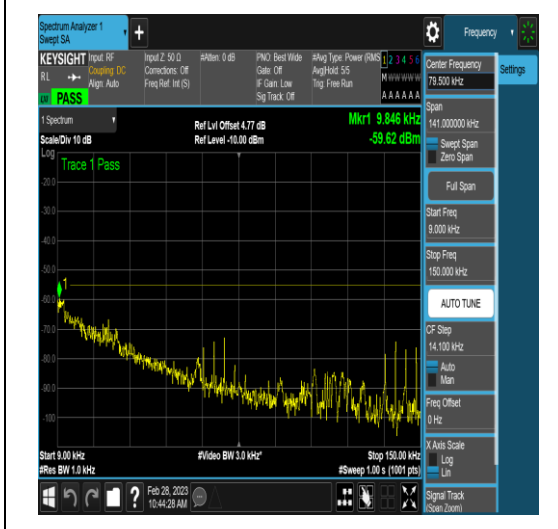 Spectrum Analyzer 1
Swept SA
+
Frequency
KEYSIGHT
Input: RF
Coupling: DC
Align: Auto
Input Z: 50 Ω
Corrections: Off
Freq Ref: Int (S)
#Atten: 0 dB
PNO: Best Wide
Gate: Off
IF Gain: Low
Sig Track: Off
#Avg Type: Power (RMS
Avg|Hold: 5/5
Trig: Free Run
1 2 3 4 5 6
M W W W W W
A A A A A A
RL
PASS
Center Frequency
79.500 kHz
Settings
Span
141.000000 kHz
Swept Span
Zero Span
Full Span
Start Freq
9.000 kHz
Stop Freq
150.000 kHz
AUTO TUNE
CF Step
14.100 kHz
Auto
Man
Freq Offset
0 Hz
X Axis Scale
Log
Lin
Signal Track
(Span Zoom)
1 Spectrum
Scale/Div 10 dB
Ref Lvl Offset 4.77 dB
Ref Level -10.00 dBm
Mkr1 9.846 kHz
-59.62 dBm
Log
Trace 1 Pass
-20.0
-30.0
-40.0
-50.0
1
-60.0
-70.0
-80.0
-90.0
-100
Start 9.00 kHz
#Video BW 3.0 kHz*
Stop 150.00 kHz
#Res BW 1.0 kHz
#Sweep 1.00 s (1001 pts)
?
Feb 28, 2023
10:44:28 AM